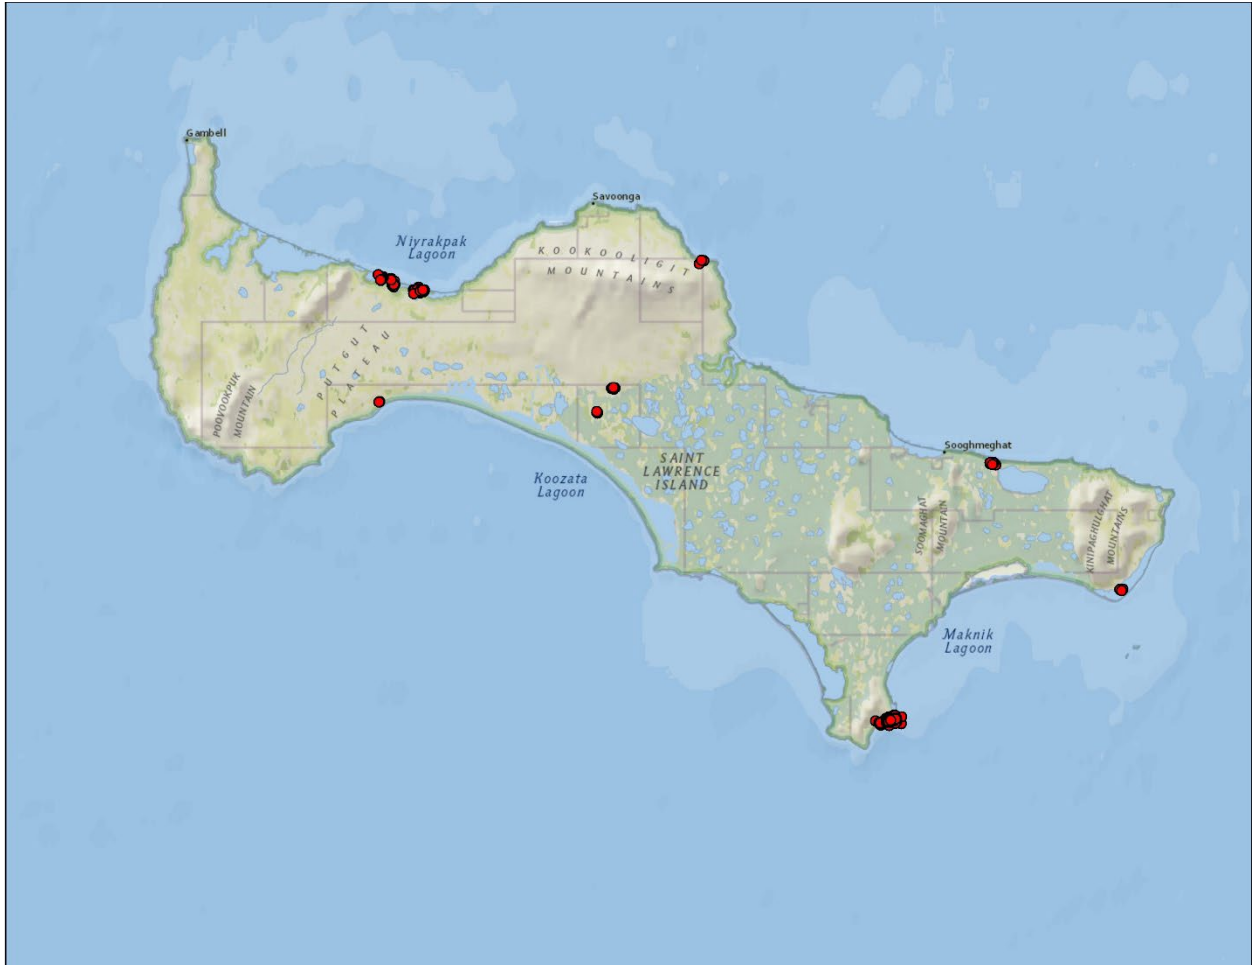 Gambell
Savoonga
Niyrakpak
Lagoon
KOOKOOLIGIT
MOUNTAINS
PUTGUT
PLATEAU
POOVOOKPUK
MOUNTAIN
Koozata
Lagoon
SAINT
LAWRENCE
ISLAND
Sooghmeghat
SOOMAGHAT
MOUNTAIN
KINIPAGHULGHAT
MOUNTAINS
Maknik
Lagoon